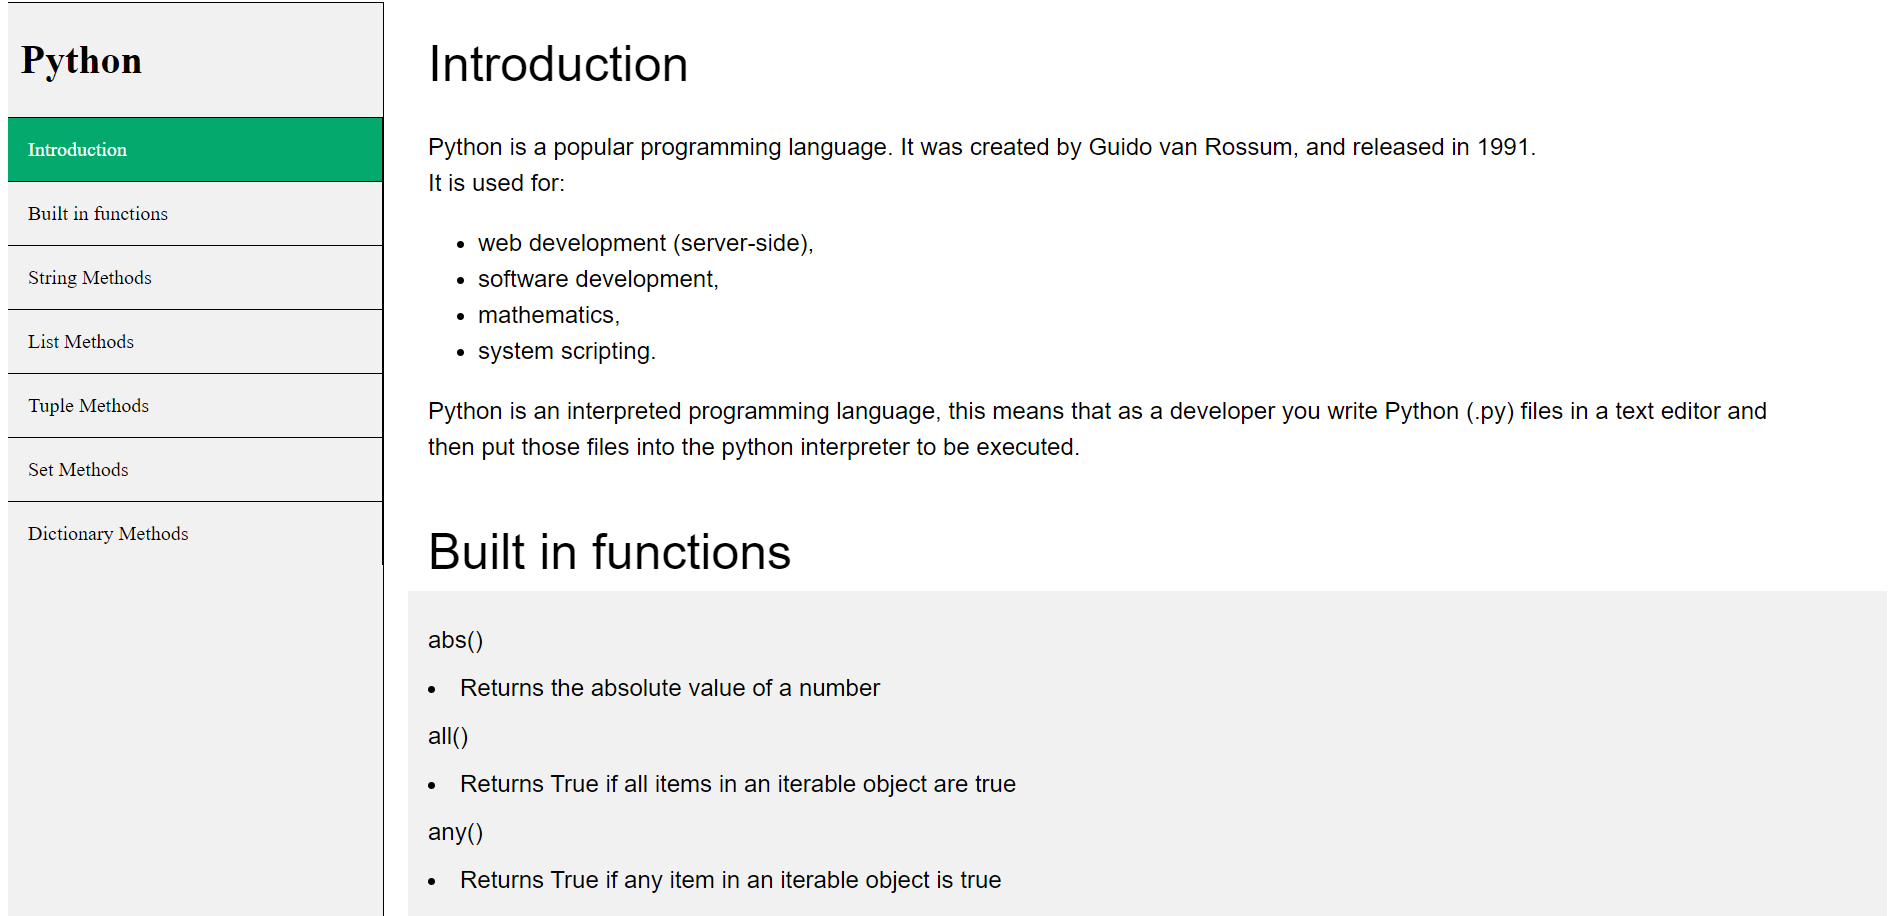 Python
Introduction
Built in functions
String Methods
List Methods
Tuple Methods
Set Methods
Dictionary Methods
Introduction
Python is a popular programming language. It was created by Guido van Rossum, and released in 1991.
It is used for:
web development (server-side),
software development,
mathematics,
system scripting.
Python is an interpreted programming language, this means that as a developer you write Python (.py) files in a text editor and
then put those files into the python interpreter to be executed.
Built in functions
abs()
Returns the absolute value of a number
all()
Returns True if all items in an iterable object are true
any()
Returns True if any item in an iterable object is true